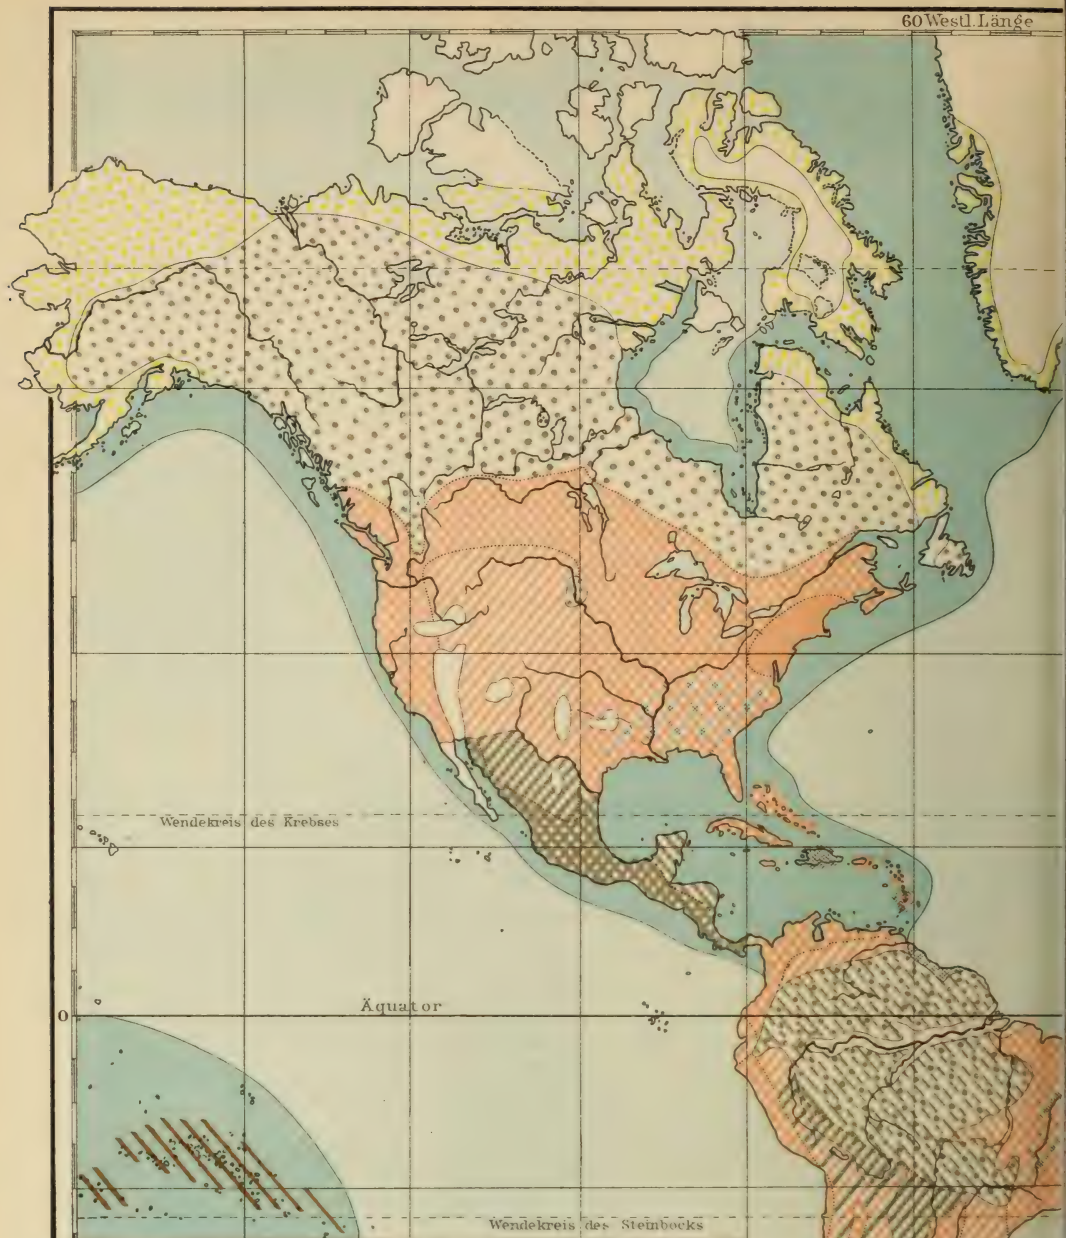 60 Westl. Länge
Wendekreis des Krebses
Äquator
0
Wendekreis des Steinbocks